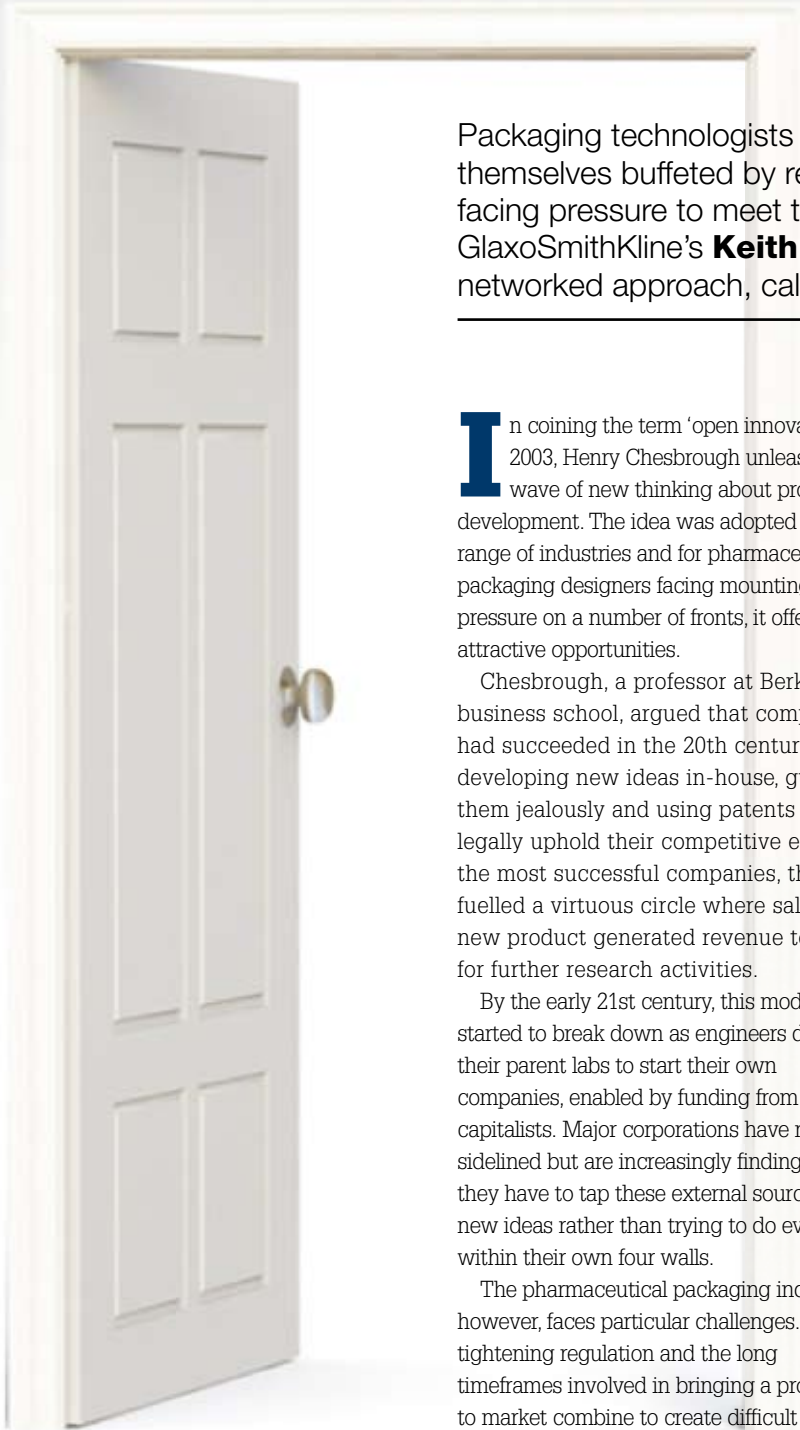 Packaging technologists
themselves buffeted by re
facing pressure to meet t
GlaxoSmithKline's Keith
networked approach, cal
In coining the term 'open innova
2003, Henry Chesbrough unleas
wave of new thinking about pro
development. The idea was adopted
range of industries and for pharmace
packaging designers facing mounting
pressure on a number of fronts, it offe
attractive opportunities.
Chesbrough, a professor at Berk
business school, argued that comp
had succeeded in the 20th centur
developing new ideas in-house, gu
them jealously and using patents
legally uphold their competitive e
the most successful companies, th
fuelled a virtuous circle where sal
new product generated revenue to
for further research activities.
By the early 21st century, this mod
started to break down as engineers d
their parent labs to start their own
companies, enabled by funding from
capitalists. Major corporations have n
sidelined but are increasingly finding
they have to tap these external sourc
new ideas rather than trying to do ev
within their own four walls.
The pharmaceutical packaging ind
however, faces particular challenges.
tightening regulation and the long
timeframes involved in bringing a pro
to market combine to create difficult